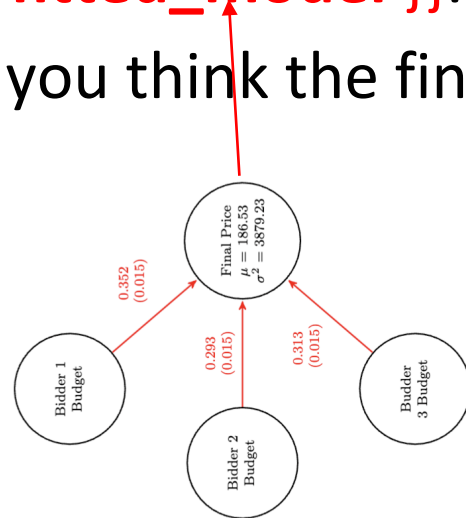 fitted_model}}.
you think the fin
Final Price
μ = 186.53
σ² = 3879.23
0.352
(0.015)
0.293
(0.015)
0.313
(0.015)
Bidder 1
Budget
Bidder 2
Budget
Budder
3 Budget